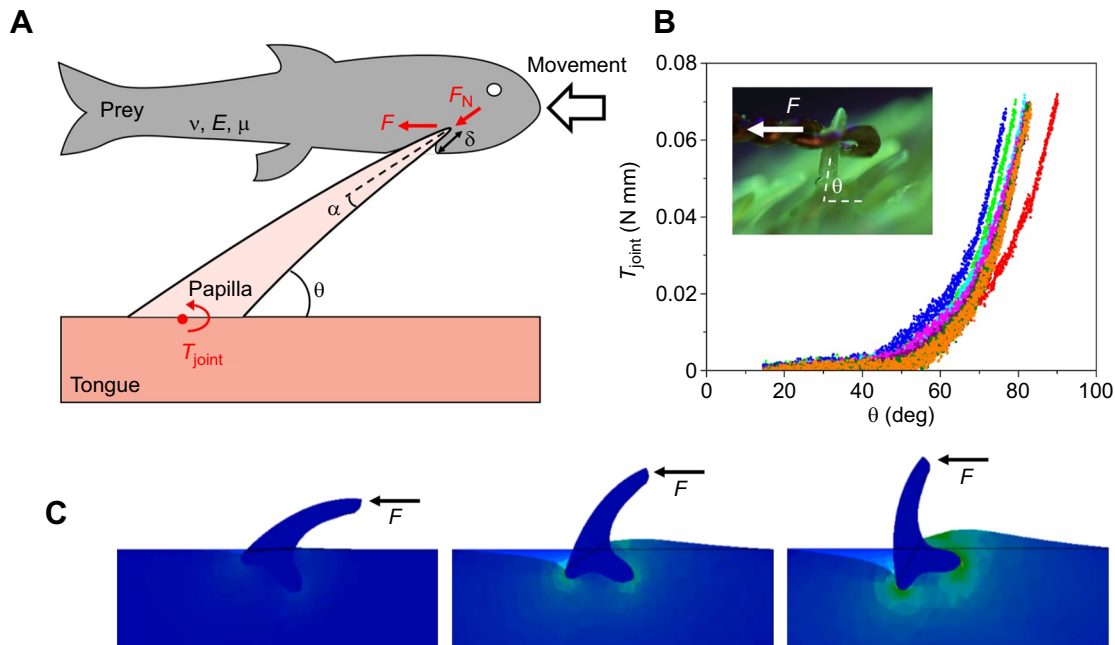 A
Prey
ν, E, μ
Movement
F
F_N
δ
α
θ
Papilla
T_joint
Tongue
B
T_joint (N mm)
0.08
0.06
0.04
0.02
0
F
θ
0 20 40 60 80 100
θ (deg)
C
F
F
F